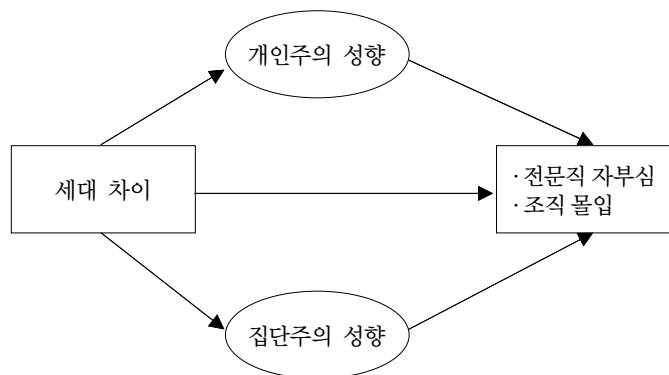 개인주의 성향
세대 차이
· 전문직 자부심
· 조직 몰입
집단주의 성향